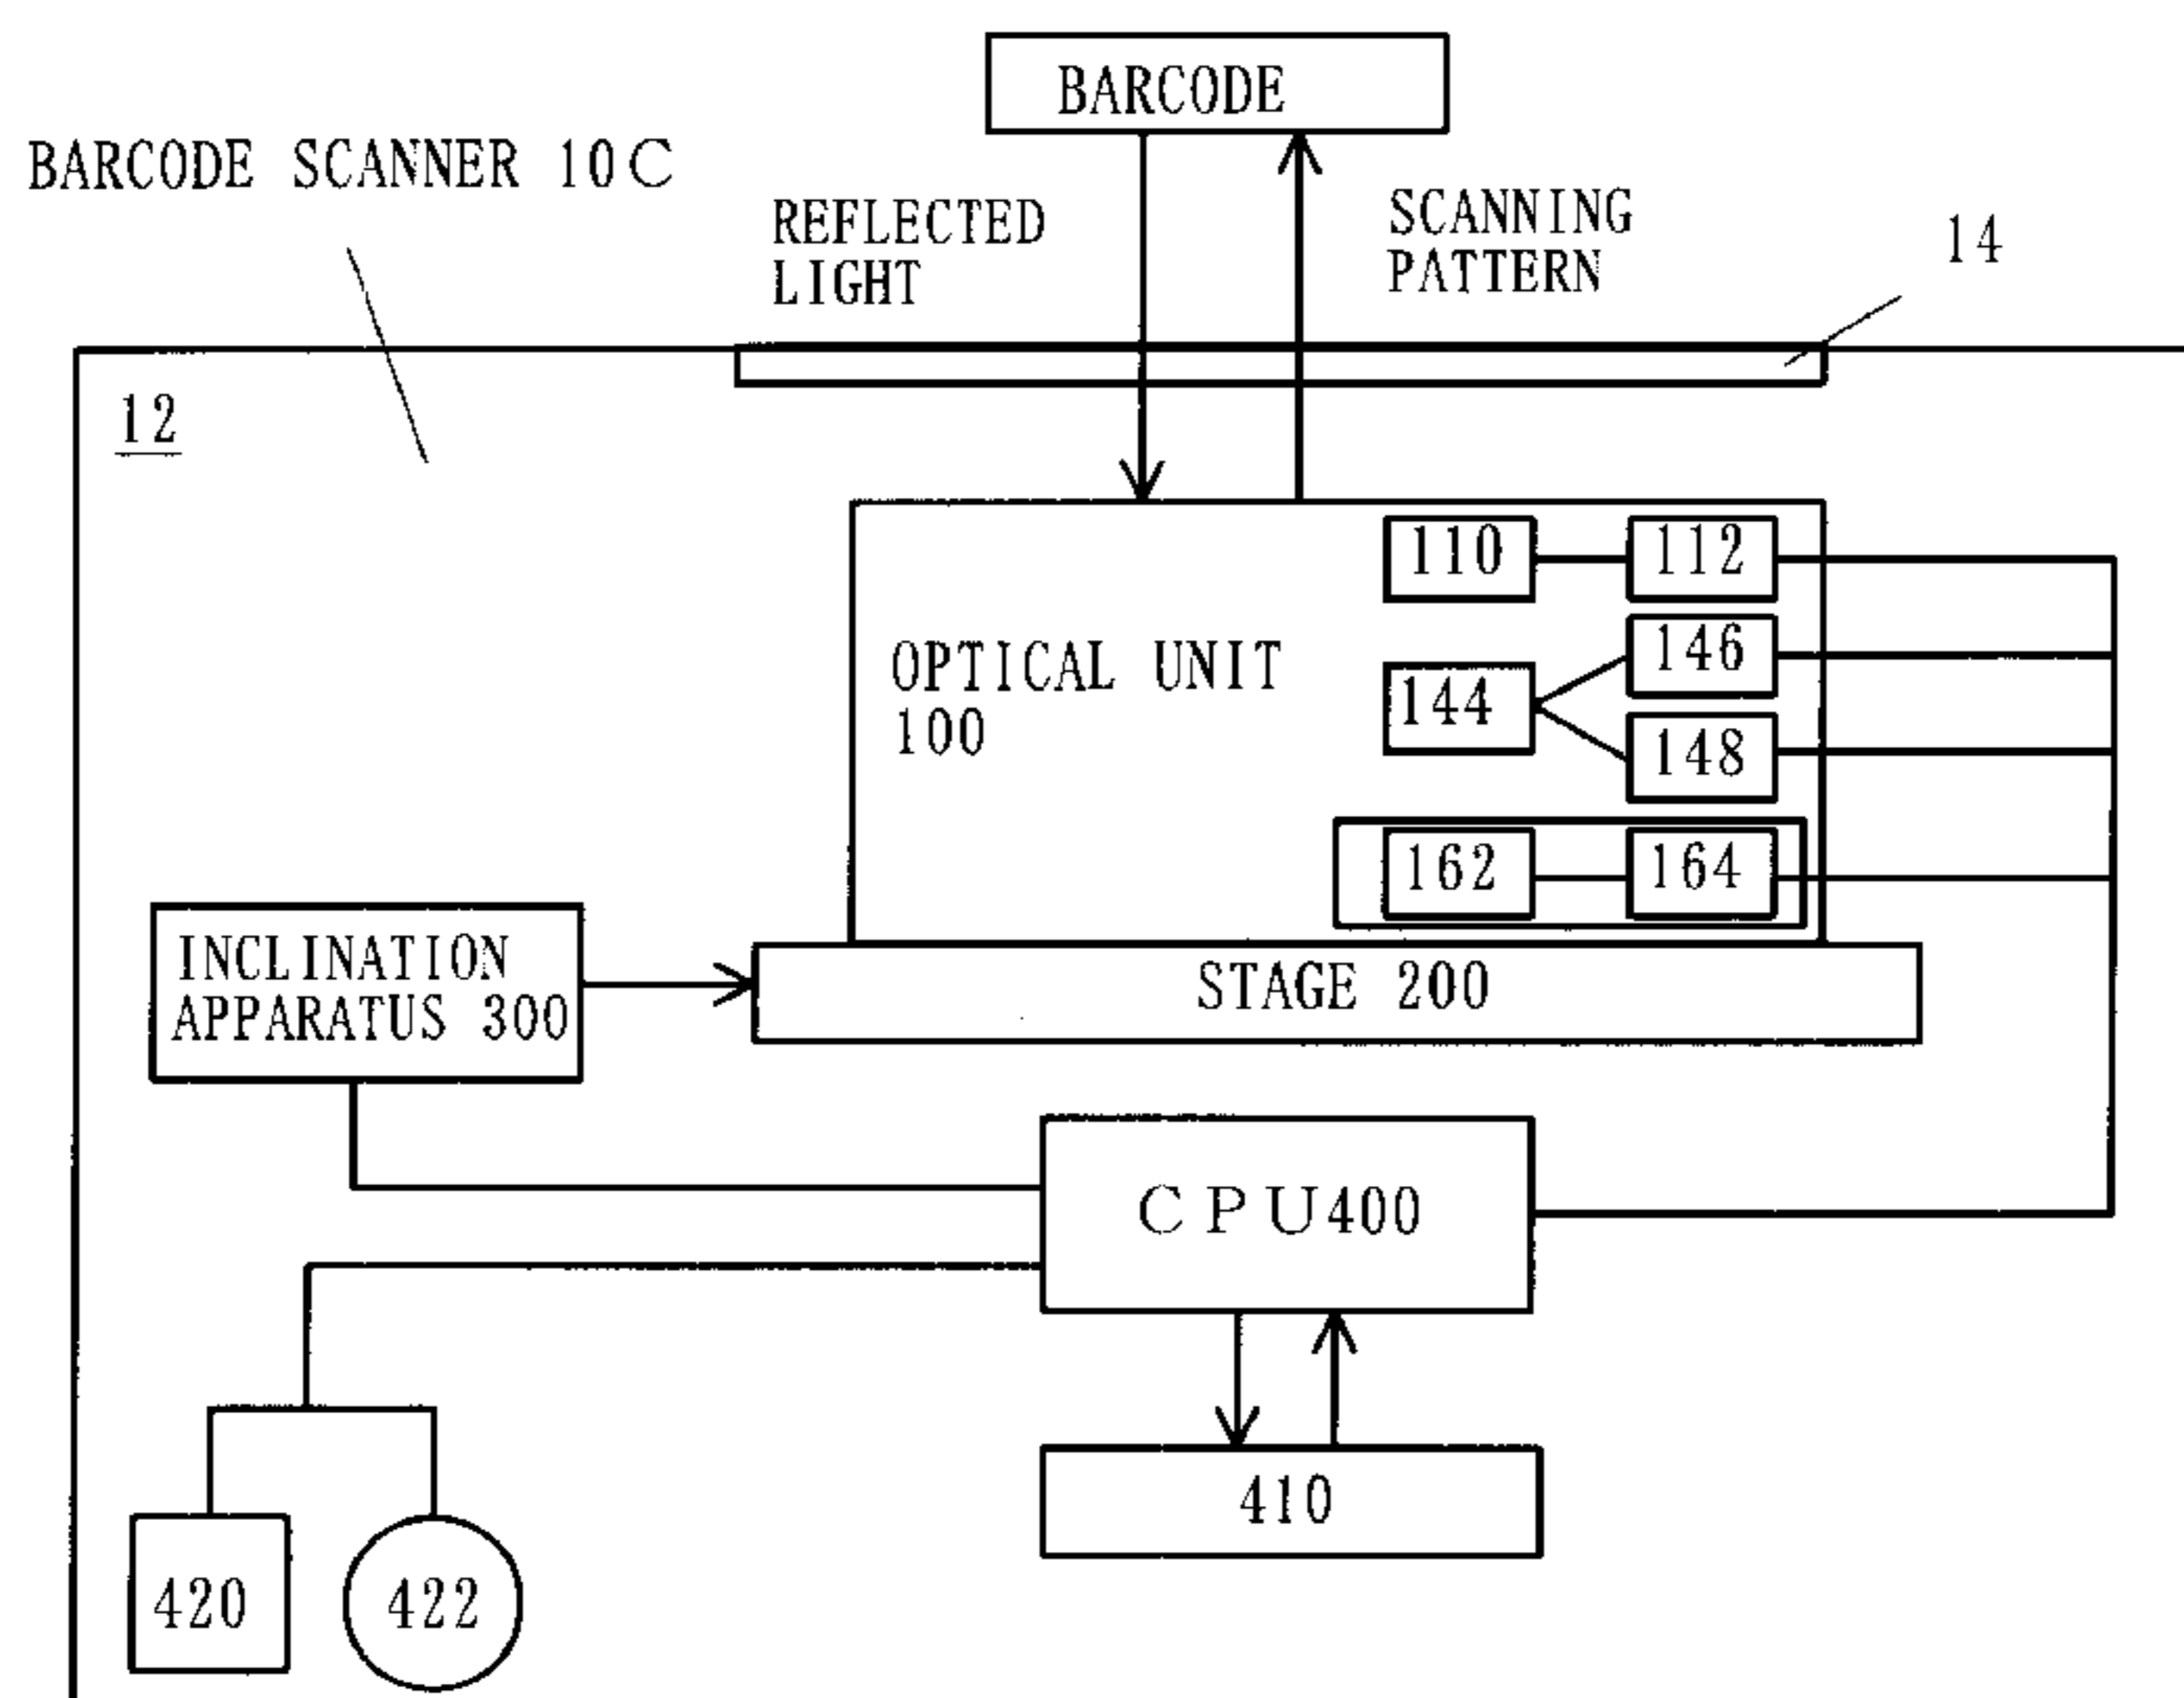 BARCODE
BARCODE SCANNER 10C
REFLECTED
LIGHT
SCANNING
PATTERN
14
12
110
112
146
OPTICAL UNIT
100
144
148
162
164
INCLINATION
APPARATUS 300
STAGE 200
CPU400
410
420
422